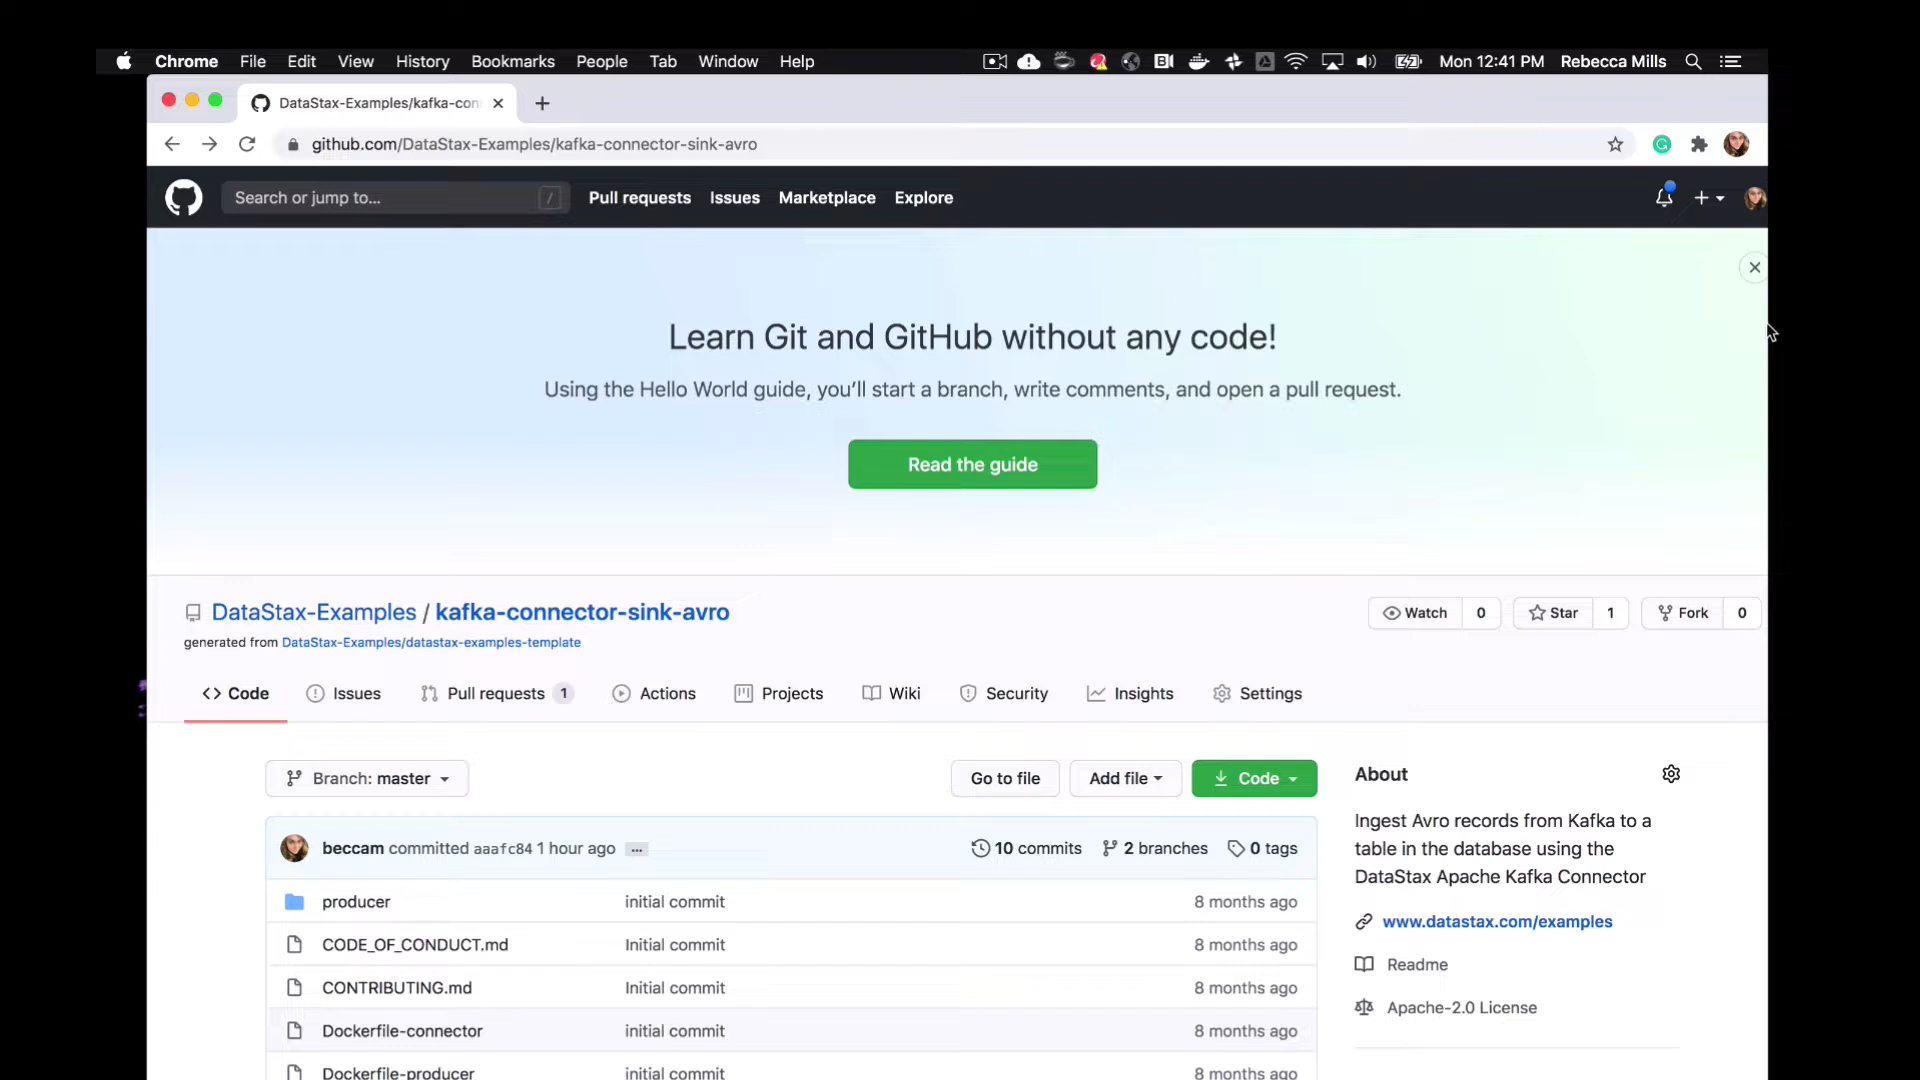 Chrome File Edit View History Bookmarks People Tab Window Help Mon 12:41 PM Rebecca Mills
DataStax-Examples/kafka-con
github.com/DataStax-Examples/kafka-connector-sink-avro
Search or jump to... / Pull requests Issues Marketplace Explore
Learn Git and GitHub without any code!
Using the Hello World guide, you’ll start a branch, write comments, and open a pull request.
Read the guide
DataStax-Examples / kafka-connector-sink-avro Watch 0 Star 1 Fork 0
generated from DataStax-Examples/datastax-examples-template
Code Issues Pull requests 1 Actions Projects Wiki Security Insights Settings
Branch: master Go to file Add file Code
beccam committed aaafc84 1 hour ago ... 10 commits 2 branches 0 tags
producer initial commit 8 months ago
CODE_OF_CONDUCT.md Initial commit 8 months ago
CONTRIBUTING.md Initial commit 8 months ago
Dockerfile-connector initial commit 8 months ago
Dockerfile-producer initial commit 8 months ago
About
Ingest Avro records from Kafka to a
table in the database using the
DataStax Apache Kafka Connector
www.datastax.com/examples
Readme
Apache-2.0 License